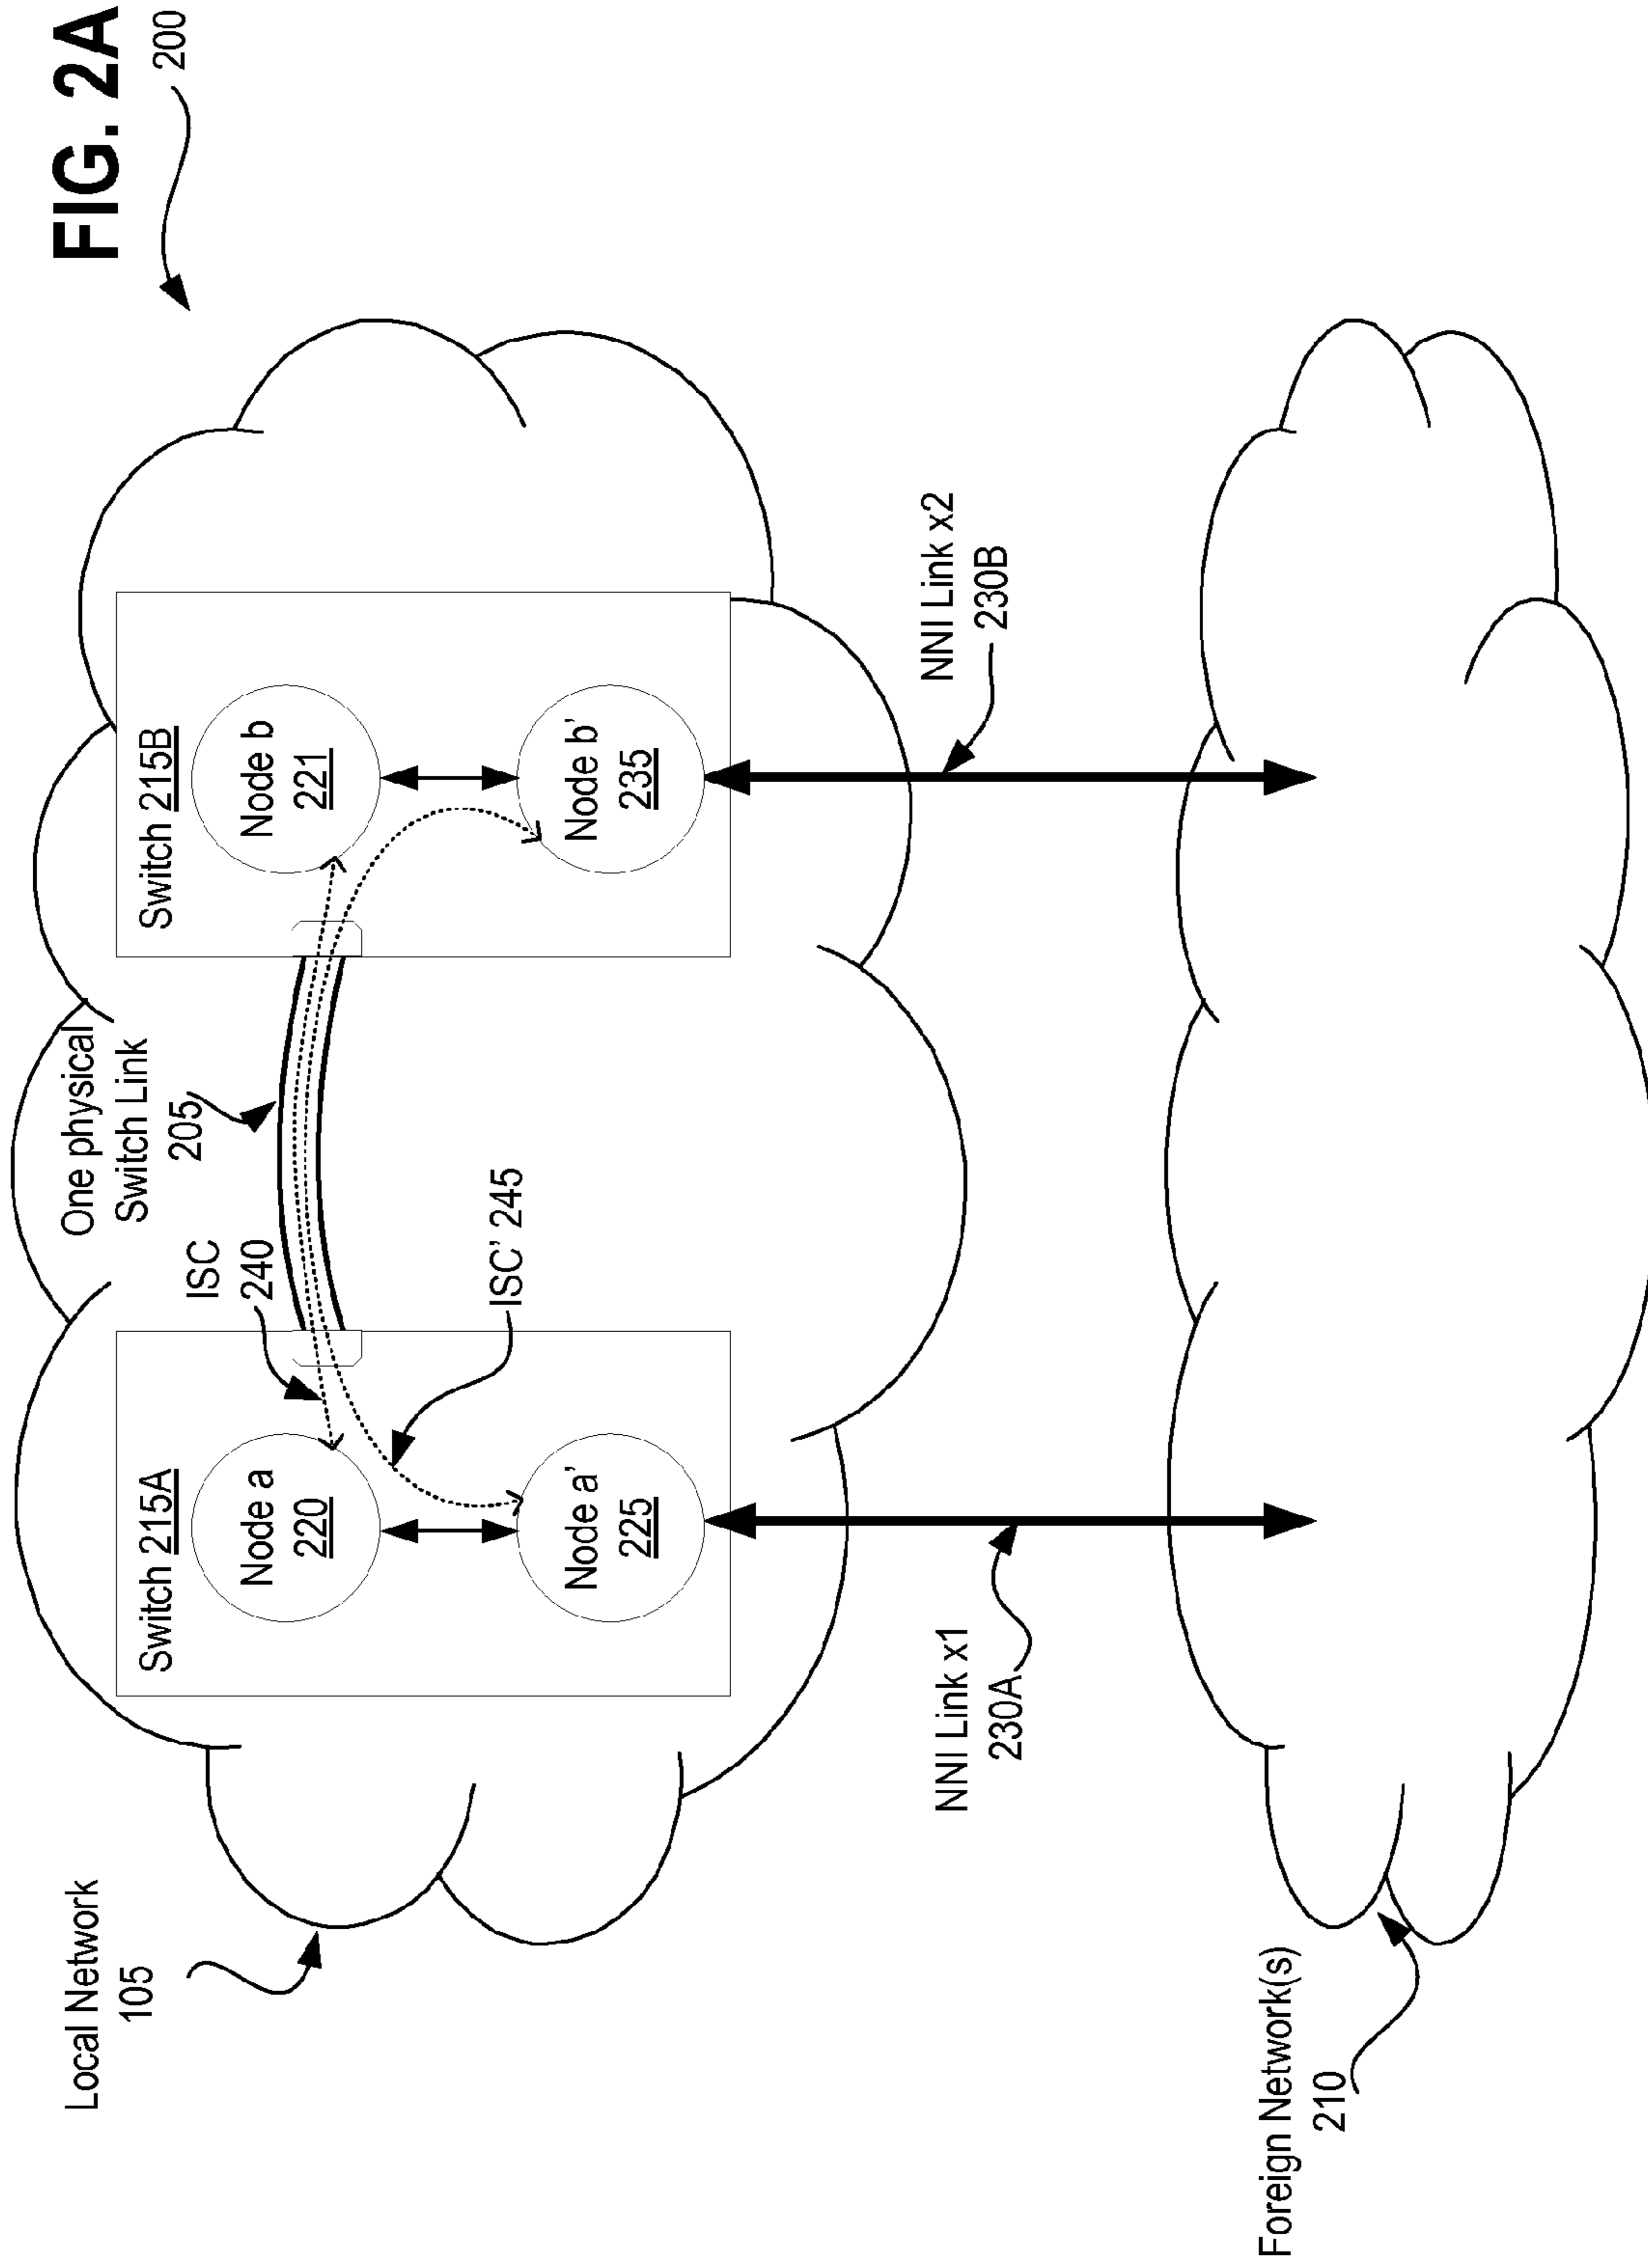 FIG. 2A
200
Local Network
105
One physical
Switch Link
205
ISC
240
ISC' 245
Switch 215A
Node a
220
Node a'
225
Switch 215B
Node b
221
Node b'
235
NNI Link x1
230A
NNI Link x2
230B
Foreign Network(s)
210